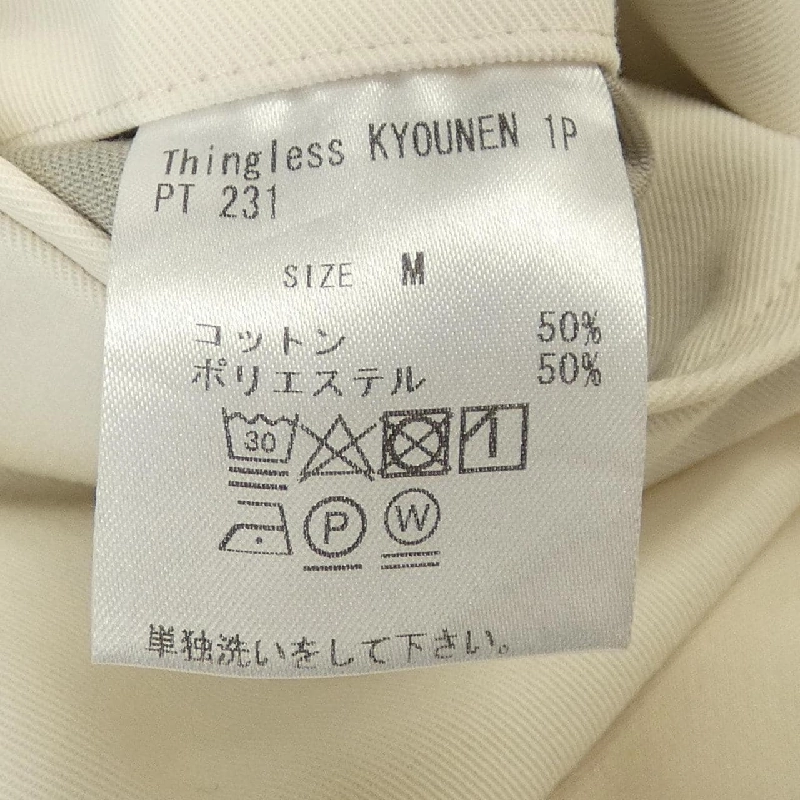 Thingless KYOUNEN 1P
PT 231
SIZE M
コットン 50%
ポリエステル 50%
30
P W
単独洗いをして下さい。